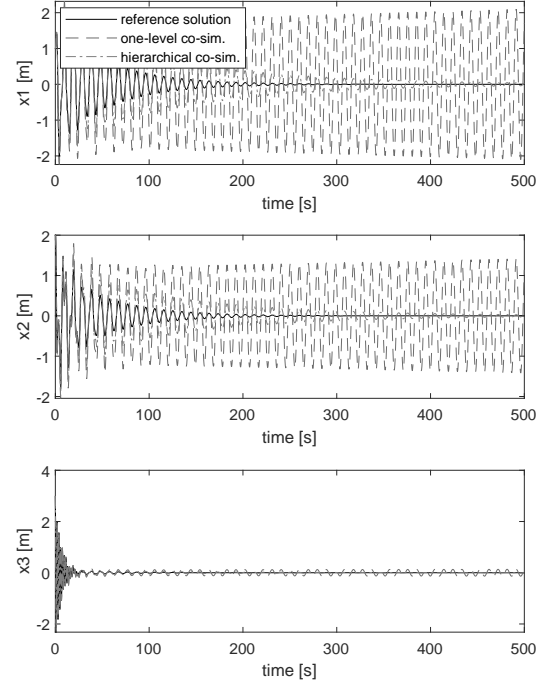 2
1
0
-1
-2
x1 [m]
reference solution
one-level co-sim.
hierarchical co-sim.
0 100 200 300 400 500
time [s]
2
1
0
-1
-2
x2 [m]
0 100 200 300 400 500
time [s]
4
2
0
-2
x3 [m]
0 100 200 300 400 500
time [s]